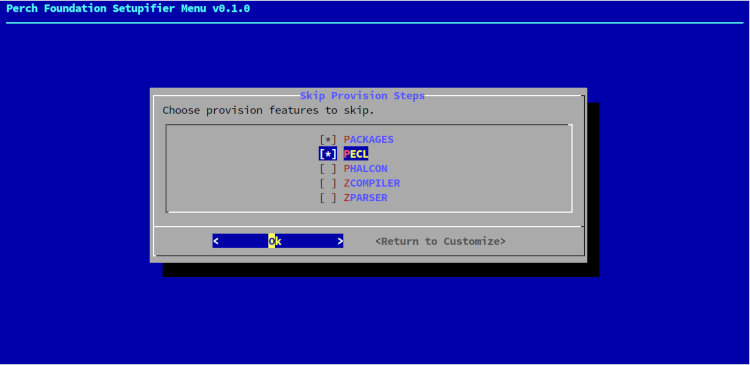 Perch Foundation Setupifier Menu v0.1.0
Skip Provision Steps
Choose provision features to skip.
[*] PACKAGES
[*] PECL
[ ] PHALCON
[ ] ZCOMPILER
[ ] ZPARSER
< Ok > <Return to Customize>